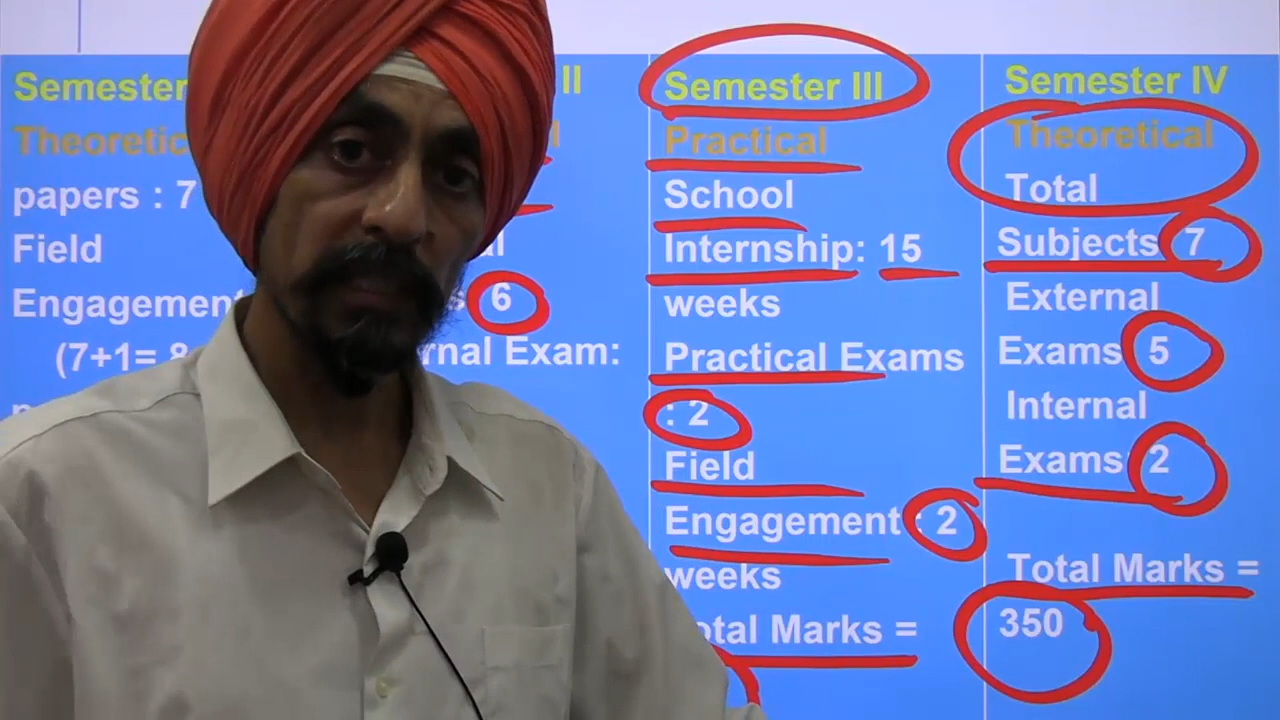 Semester
Theoretic
papers : 7
Field
Engagement
(7+1= 8
II
6
rnal Exam:
Semester III
Practical
School
Internship: 15
weeks
Practical Exams
: 2
Field
Engagement : 2
weeks
otal Marks =
Semester IV
Theoretical
Total
Subjects 7
External
Exams 5
Internal
Exams 2
Total Marks =
350